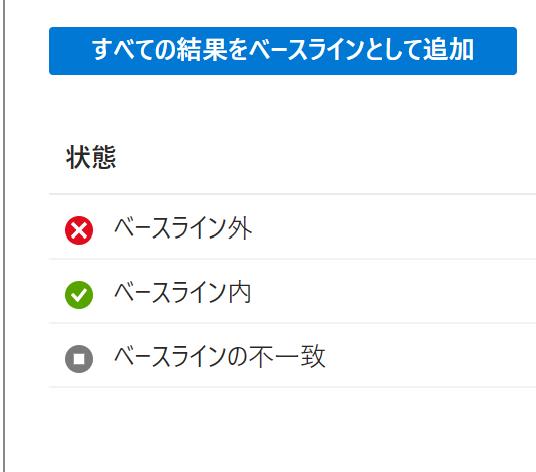 すべての結果をベースラインとして追加
状態
ベースライン外
ベースライン内
ベースラインの不一致